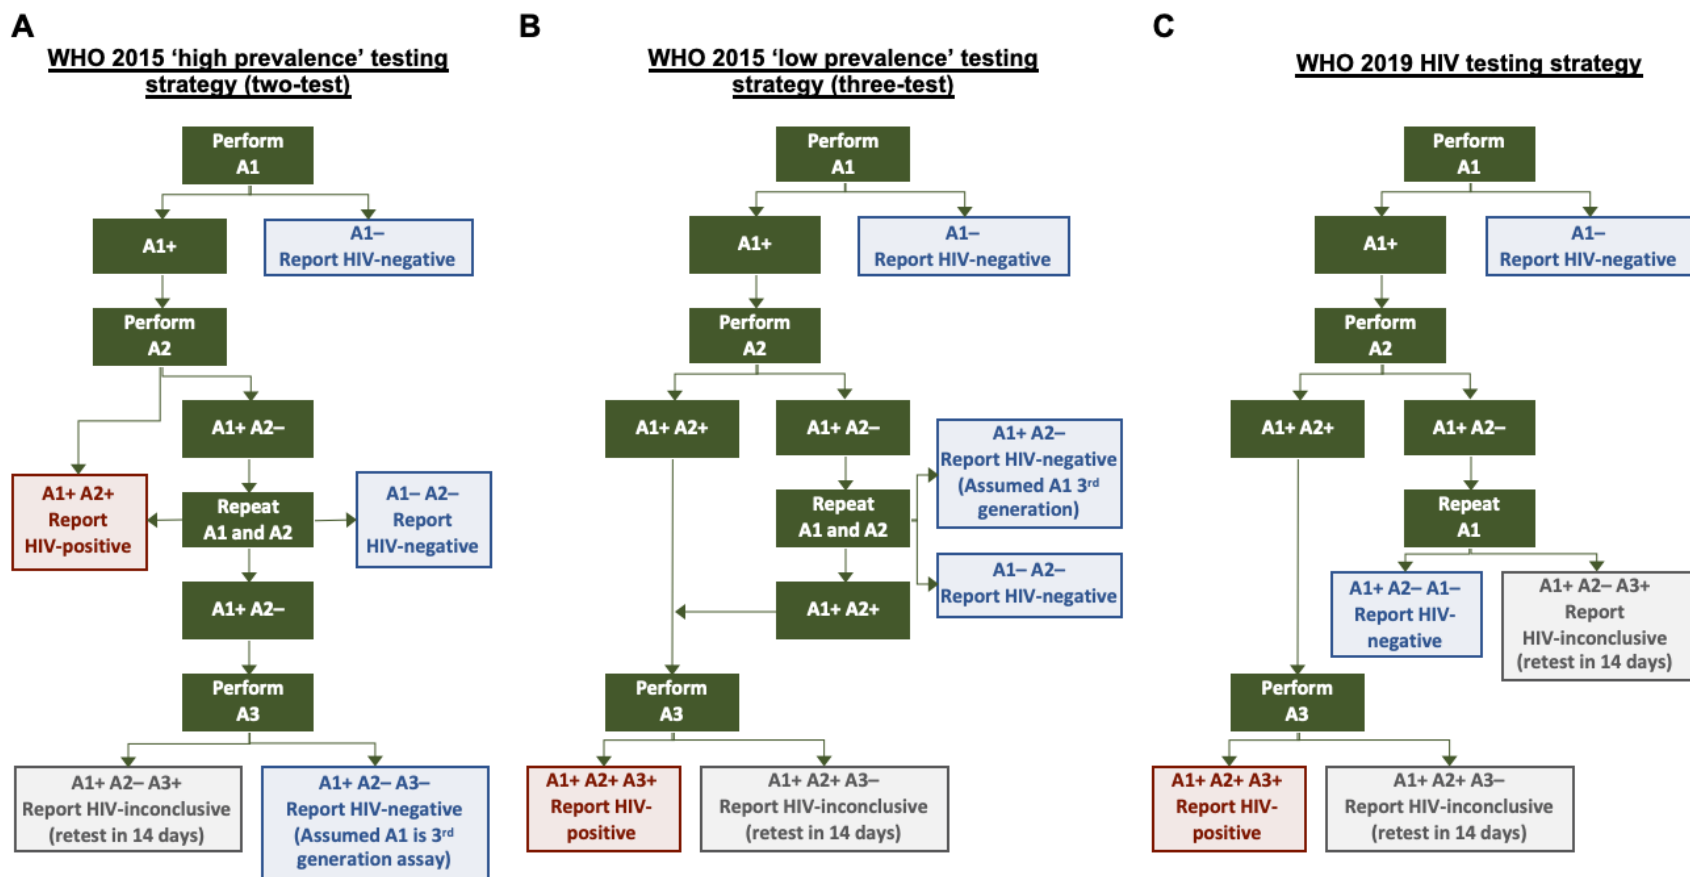 A
WHO 2015 ‘high prevalence’ testing
strategy (two-test)
Perform
A1
A1+
A1–
Report HIV-negative
Perform
A2
A1+ A2–
A1+ A2+
Report
HIV-positive
Repeat
A1 and A2
A1– A2–
Report
HIV-negative
A1+ A2–
Perform
A3
A1+ A2– A3+
Report HIV-inconclusive
(retest in 14 days)
A1+ A2– A3–
Report HIV-negative
(Assumed A1 is 3rd
generation assay)
B
WHO 2015 ‘low prevalence’ testing
strategy (three-test)
Perform
A1
A1+
A1–
Report HIV-negative
Perform
A2
A1+ A2+
A1+ A2–
A1+ A2–
Report HIV-negative
(Assumed A1 3rd
generation)
Repeat
A1 and A2
A1– A2–
Report HIV-negative
A1+ A2+
Perform
A3
A1+ A2+ A3+
Report HIV-
positive
A1+ A2+ A3–
Report HIV-inconclusive
(retest in 14 days)
C
WHO 2019 HIV testing strategy
Perform
A1
A1+
A1–
Report HIV-negative
Perform
A2
A1+ A2+
A1+ A2–
Repeat
A1
A1+ A2– A1–
Report HIV-
negative
A1+ A2– A3+
Report
HIV-inconclusive
(retest in 14 days)
Perform
A3
A1+ A2+ A3+
Report HIV-
positive
A1+ A2+ A3–
Report HIV-inconclusive
(retest in 14 days)